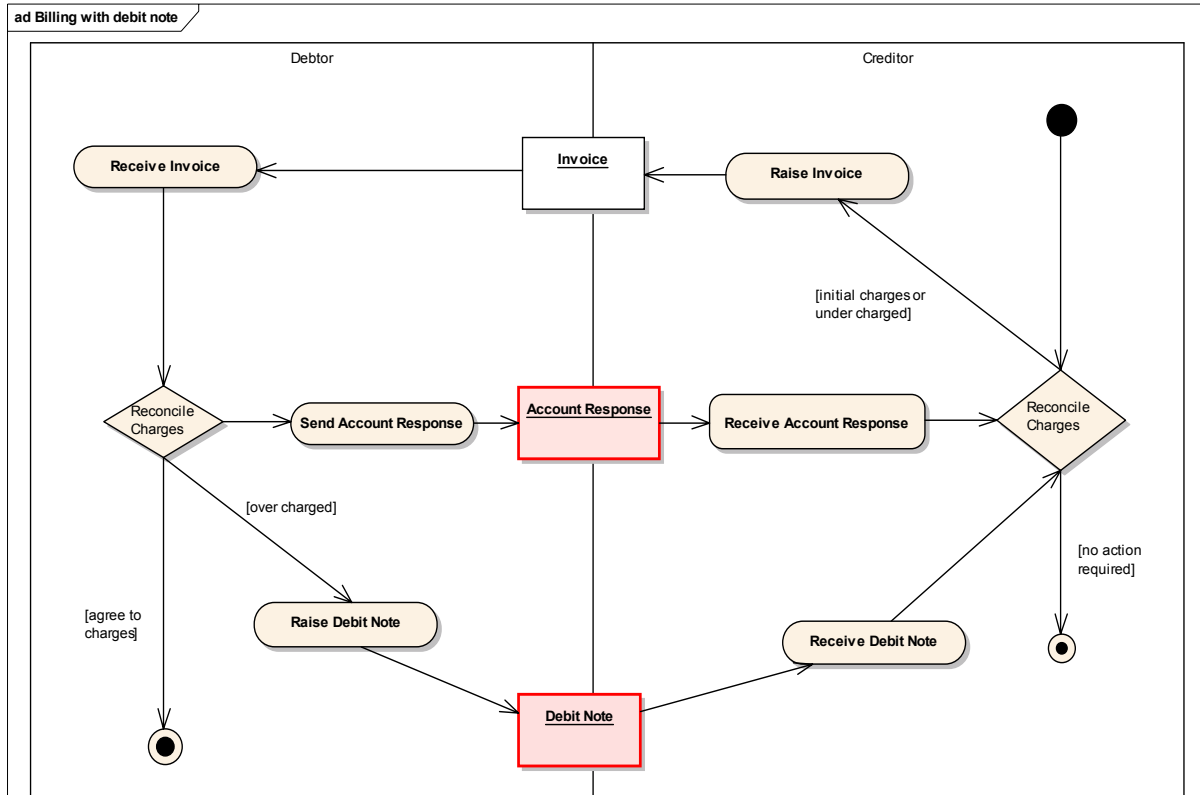 ad Billing with debit note
Debtor
Creditor
Receive Invoice
Invoice
Raise Invoice
[initial charges or
under charged]
Reconcile
Charges
Send Account Response
Account Response
Receive Account Response
Reconcile
Charges
[over charged]
[no action
required]
[agree to
charges]
Raise Debit Note
Receive Debit Note
Debit Note